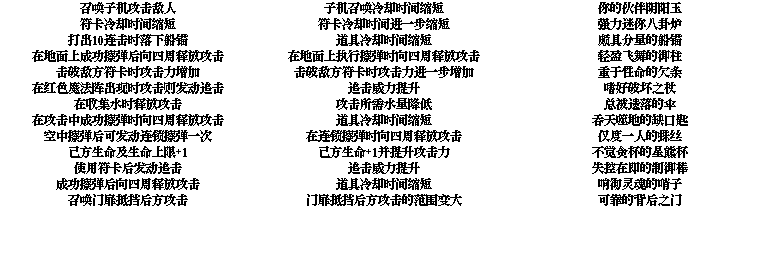 召唤子机攻击敌人 子机召唤冷却时间缩短 你的伙伴阴阳玉
符卡冷却时间缩短 符卡冷却时间进一步缩短 强力迷你八卦炉
打出10连击时落下船锚 道具冷却时间缩短 颇具分量的船锚
在地面上成功擦弹后向四周释放攻击 在地面上执行擦弹时向四周释放攻击 轻盈飞舞的御柱
击破敌方符卡时攻击力增加 击破敌方符卡时攻击力进一步增加 重于性命的欠条
在红色魔法阵出现时攻击则发动追击 追击威力提升 嗜好破坏之杖
在收集水时释放攻击 攻击所需水量降低 总被遗落的伞
在攻击中成功擦弹时向四周释放攻击 道具冷却时间缩短 吞天噬地的缺口匙
空中擦弹后可发动连锁擦弹一次 在连锁擦弹时向四周释放攻击 仅度一人的蛛丝
己方生命及生命上限+1 己方生命+1并提升攻击力 不觉贪杯的星熊杯
使用符卡后发动追击 追击威力提升 失控在即的制御棒
成功擦弹后向四周释放攻击 道具冷却时间缩短 响彻灵魂的哨子
召唤门扉抵挡后方攻击 门扉抵挡后方攻击的范围变大 可靠的背后之门